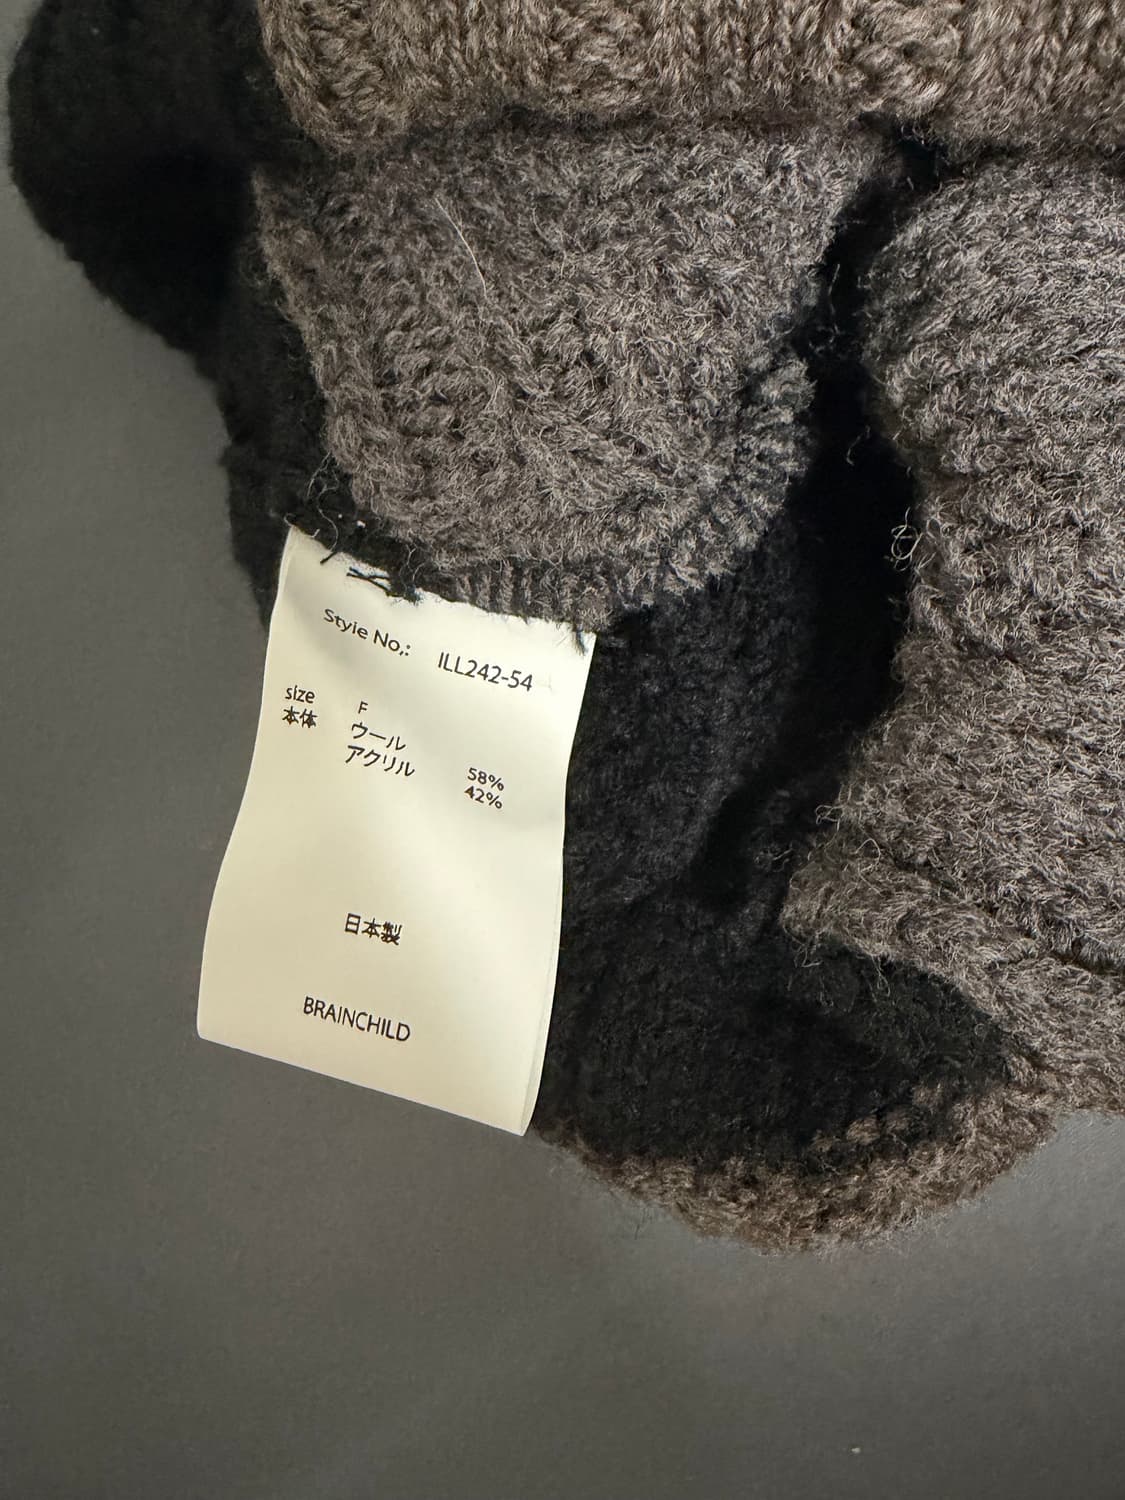 Style No,: ILL242-54
size F
本体 ウール 58%
アクリル 42%
日本製
BRAINCHILD